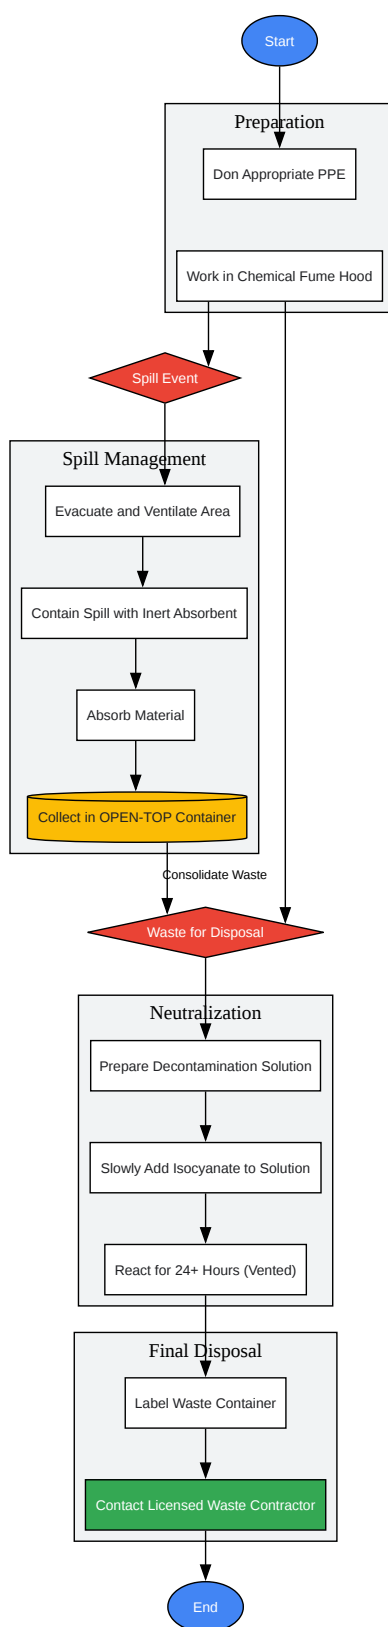 Start
Preparation
Don Appropriate PPE
Work in Chemical Fume Hood
Spill Event
Spill Management
Evacuate and Ventilate Area
Contain Spill with Inert Absorbent
Absorb Material
Collect in OPEN-TOP Container
Consolidate Waste
Waste for Disposal
Neutralization
Prepare Decontamination Solution
Slowly Add Isocyanate to Solution
React for 24+ Hours (Vented)
Final Disposal
Label Waste Container
Contact Licensed Waste Contractor
End